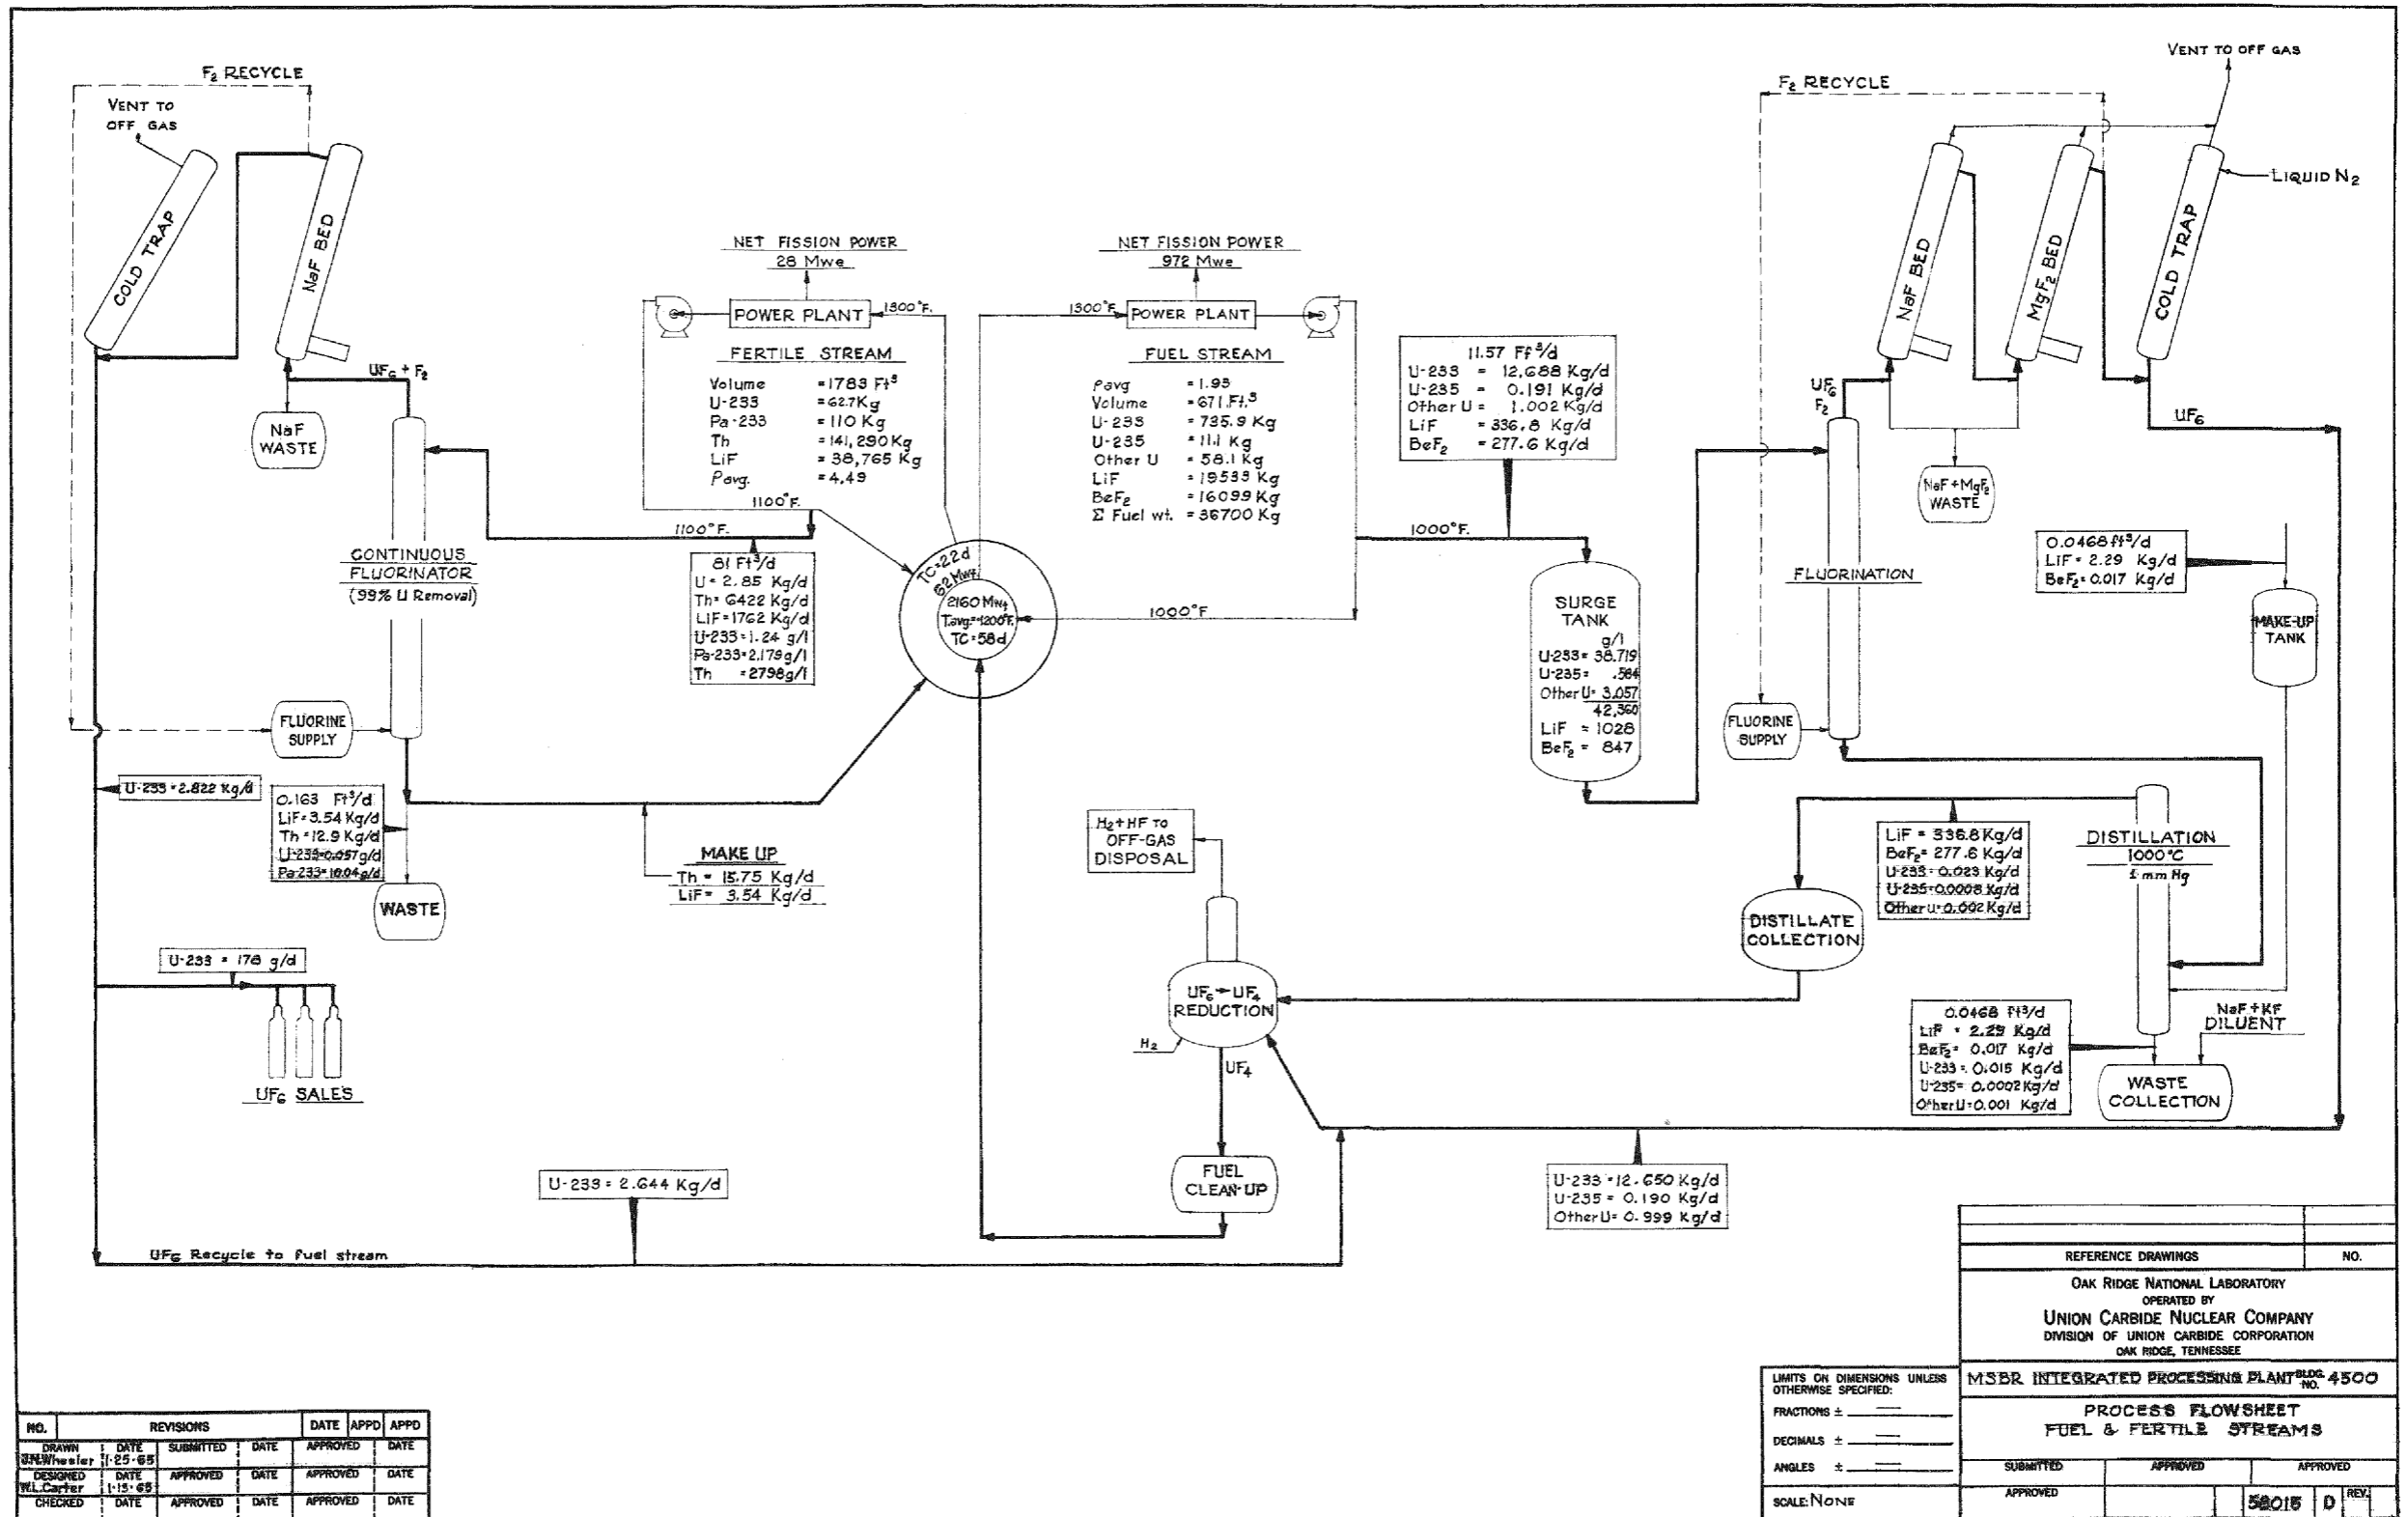 F₂ RECYCLE
VENT TO
OFF GAS
COLD TRAP
NaF BED
UF₆ + F₂
NaF
WASTE
CONTINUOUS
FLUORINATOR
(99% U Removal)
FLUORINE
SUPPLY
U-233 = 2.822 Kg/d
0.163 Ft³/d
LiF = 3.54 Kg/d
Th = 12.9 Kg/d
U-233=0.057 g/d
Pa-233=10.04 g/d
WASTE
MAKE UP
Th = 15.75 Kg/d
LiF = 3.54 Kg/d
U-233 = 178 g/d
UF₆ SALES
U-233 = 2.644 Kg/d
UF₆ Recycle to fuel stream
NET FISSION POWER
28 Mwe
POWER PLANT
1300°F.
FERTILE STREAM
Volume = 1783 Ft³
U-233 = 62.7 Kg
Pa-233 = 110 Kg
Th = 141,290 Kg
LiF = 38,765 Kg
ρavg. = 4.49
1100°F.
1100°F.
81 Ft³/d
U = 2.85 Kg/d
Th = 6422 Kg/d
LiF = 1762 Kg/d
U-233 = 1.24 g/l
Pa-233 = 2.179 g/l
Th = 2798 g/l
NET FISSION POWER
972 Mwe
1300°F.
POWER PLANT
FUEL STREAM
ρavg = 1.93
Volume = 671 Ft.³
U-233 = 735.9 Kg
U-235 = 11.1 Kg
Other U = 58.1 Kg
LiF = 19533 Kg
BeF₂ = 16099 Kg
Σ Fuel wt. = 36700 Kg
TC=22d
62 Mwt
2160 Mwt
T.avg.=1200°F.
TC=58d
1000°F
1000°F.
11.57 Ft³/d
U-233 = 12.688 Kg/d
U-235 = 0.191 Kg/d
Other U = 1.002 Kg/d
LiF = 336.8 Kg/d
BeF₂ = 277.6 Kg/d
SURGE
TANK
g/l
U-233 = 38.719
U-235 = .584
Other U = 3.057
42,360
LiF = 1028
BeF₂ = 847
H₂+HF TO
OFF-GAS
DISPOSAL
UF₆→UF₄
REDUCTION
H₂
UF₄
FUEL
CLEAN-UP
F₂ RECYCLE
VENT TO OFF GAS
LIQUID N₂
NaF BED
MgF₂ BED
COLD TRAP
UF₆
F₂
UF₆
NaF+MgF₂
WASTE
FLUORINATION
FLUORINE
SUPPLY
0.0468 ft³/d
LiF = 2.29 Kg/d
BeF₂ = 0.017 Kg/d
MAKE-UP
TANK
LiF = 336.8 Kg/d
BeF₂ = 277.6 Kg/d
U-233 = 0.023 Kg/d
U-235=0.0008 Kg/d
Other U=0.002 Kg/d
DISTILLATION
1000°C
1 mm Hg
DISTILLATE
COLLECTION
0.0468 Ft³/d
LiF = 2.29 Kg/d
BeF₂ = 0.017 Kg/d
U-233 = 0.015 Kg/d
U-235 = 0.0002 Kg/d
Other U=0.001 Kg/d
NaF+KF
DILUENT
WASTE
COLLECTION
U-233 = 12.650 Kg/d
U-235 = 0.190 Kg/d
Other U = 0.999 Kg/d
REFERENCE DRAWINGS NO.
OAK RIDGE NATIONAL LABORATORY
OPERATED BY
UNION CARBIDE NUCLEAR COMPANY
DIVISION OF UNION CARBIDE CORPORATION
OAK RIDGE, TENNESSEE
MSBR INTEGRATED PROCESSING PLANT BLDG. NO. 4500
PROCESS FLOWSHEET
FUEL & FERTILE STREAMS
SUBMITTED APPROVED APPROVED
APPROVED 58015 D REV.
LIMITS ON DIMENSIONS UNLESS
OTHERWISE SPECIFIED:
FRACTIONS ±
DECIMALS ±
ANGLES ±
SCALE: NONE
NO. REVISIONS DATE APPD APPD
DRAWN DATE SUBMITTED DATE APPROVED DATE
Wheeler 1-25-65
DESIGNED DATE APPROVED DATE APPROVED DATE
W.L.Carter 1-15-65
CHECKED DATE APPROVED DATE APPROVED DATE